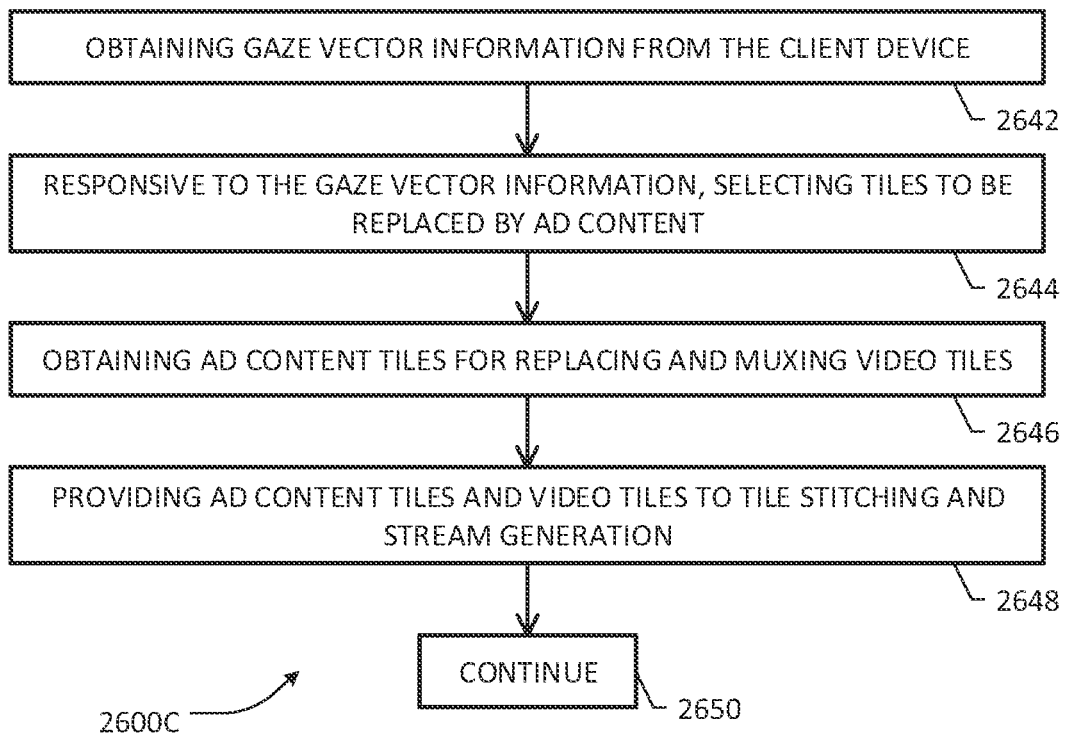 OBTAINING GAZE VECTOR INFORMATION FROM THE CLIENT DEVICE
2642
RESPONSIVE TO THE GAZE VECTOR INFORMATION, SELECTING TILES TO BE
REPLACED BY AD CONTENT
2644
OBTAINING AD CONTENT TILES FOR REPLACING AND MUXING VIDEO TILES
2646
PROVIDING AD CONTENT TILES AND VIDEO TILES TO TILE STITCHING AND
STREAM GENERATION
2648
CONTINUE
2650
2600C